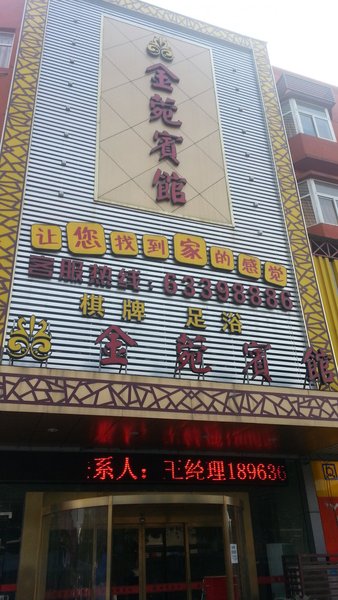 金苑賓館
让您找到家的感觉
客服热线:63398886
棋牌 足浴
金苑賓館
系人:王经理189636